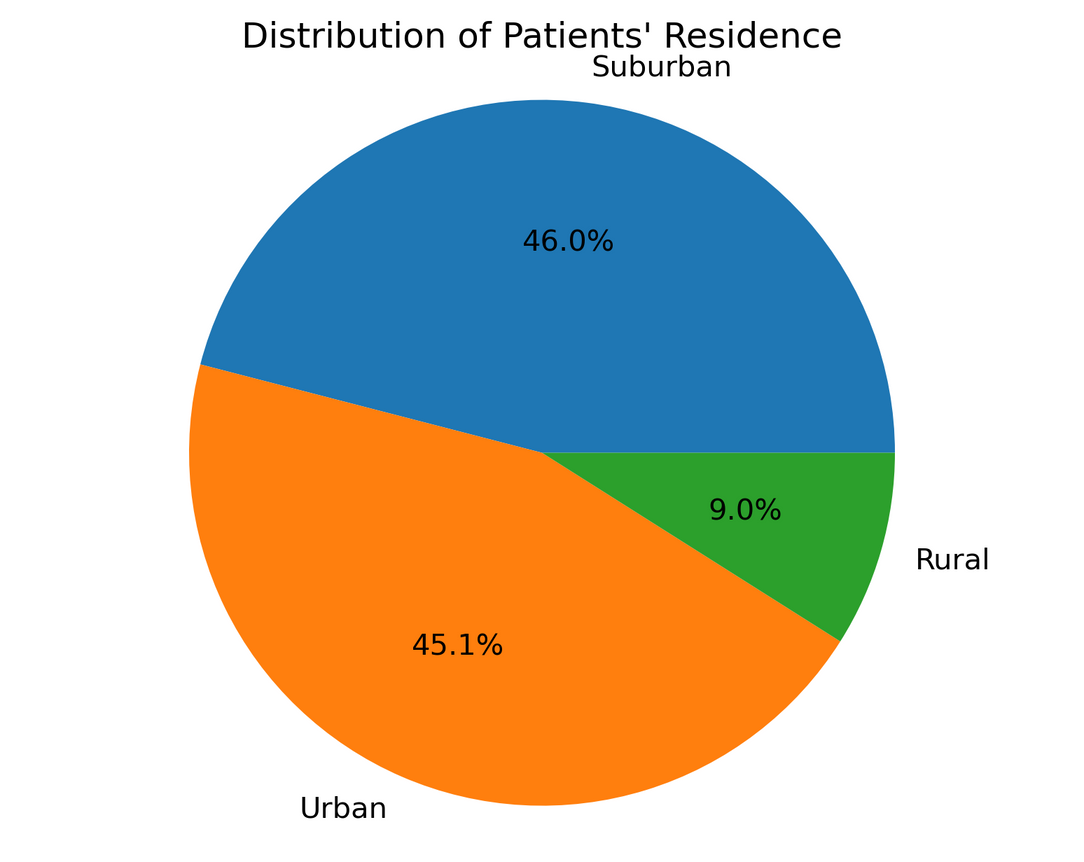 Distribution of Patients' Residence
Suburban
46.0%
9.0%
Rural
45.1%
Urban